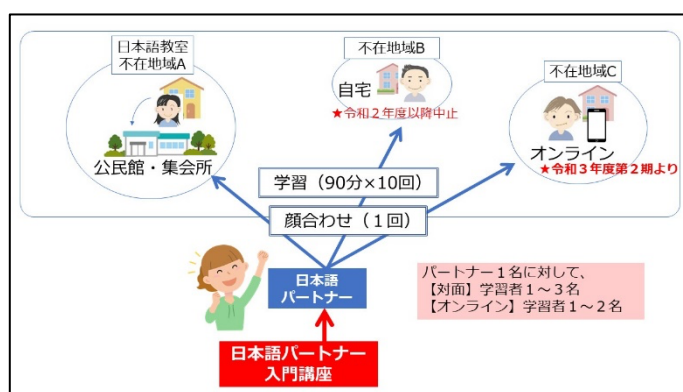 日本語教室
不在地域A
公民館・集会所
不在地域B
自宅
★令和２年度以降中止
不在地域C
オンライン
★令和３年度第２期より
学習（90分×10回）
顔合わせ（１回）
日本語
パートナー
パートナー１名に対して、
【対面】学習者１～３名
【オンライン】学習者１～２名
日本語パートナー
入門講座